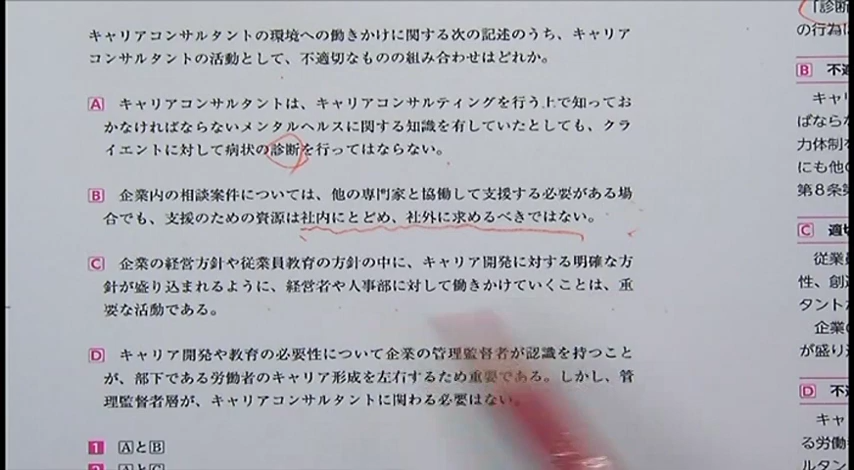 キャリアコンサルタントの環境への働きかけに関する次の記述のうち、キャリア
コンサルタントの活動として、不適切なものの組み合わせはどれか。
A キャリアコンサルタントは、キャリアコンサルティングを行う上で知ってお
かなければならないメンタルヘルスに関する知識を有していたとしても、クラ
イエントに対して病状の診断を行ってはならない。
B 企業内の相談案件については、他の専門家と協働して支援する必要がある場
合でも、支援のための資源は社内にとどめ、社外に求めるべきではない。
C 企業の経営方針や従業員教育の方針の中に、キャリア開発に対する明確な方
針が盛り込まれるように、経営者や人事部に対して働きかけていくことは、重
要な活動である。
D キャリア開発や教育の必要性について企業の管理監督者が認識を持つこと
が、部下である労働者のキャリア形成を左右するため重要である。しかし、管
理監督者層が、キャリアコンサルタントに関わる必要はない。
1 AとB
2 AとC
「診断
の行為
B 不適
キャリ
ばなら
力体制
にも他
第8条
C 適切
従業員
性、創
タント
企業
が盛り
D 不適
キャ
る労働
ルタン